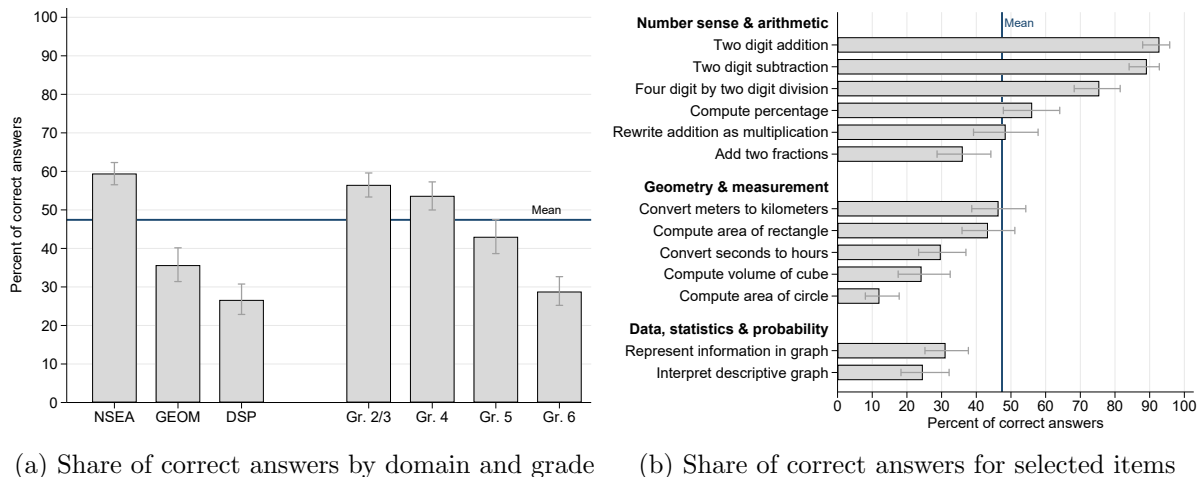 100
90
80
70
60
50
40
30
20
10
0
Percent of correct answers
Mean
NSEA GEOM DSP Gr. 2/3 Gr. 4 Gr. 5 Gr. 6
(a) Share of correct answers by domain and grade
Mean
Number sense & arithmetic
Two digit addition
Two digit subtraction
Four digit by two digit division
Compute percentage
Rewrite addition as multiplication
Add two fractions
Geometry & measurement
Convert meters to kilometers
Compute area of rectangle
Convert seconds to hours
Compute volume of cube
Compute area of circle
Data, statistics & probability
Represent information in graph
Interpret descriptive graph
0 10 20 30 40 50 60 70 80 90 100
Percent of correct answers
(b) Share of correct answers for selected items